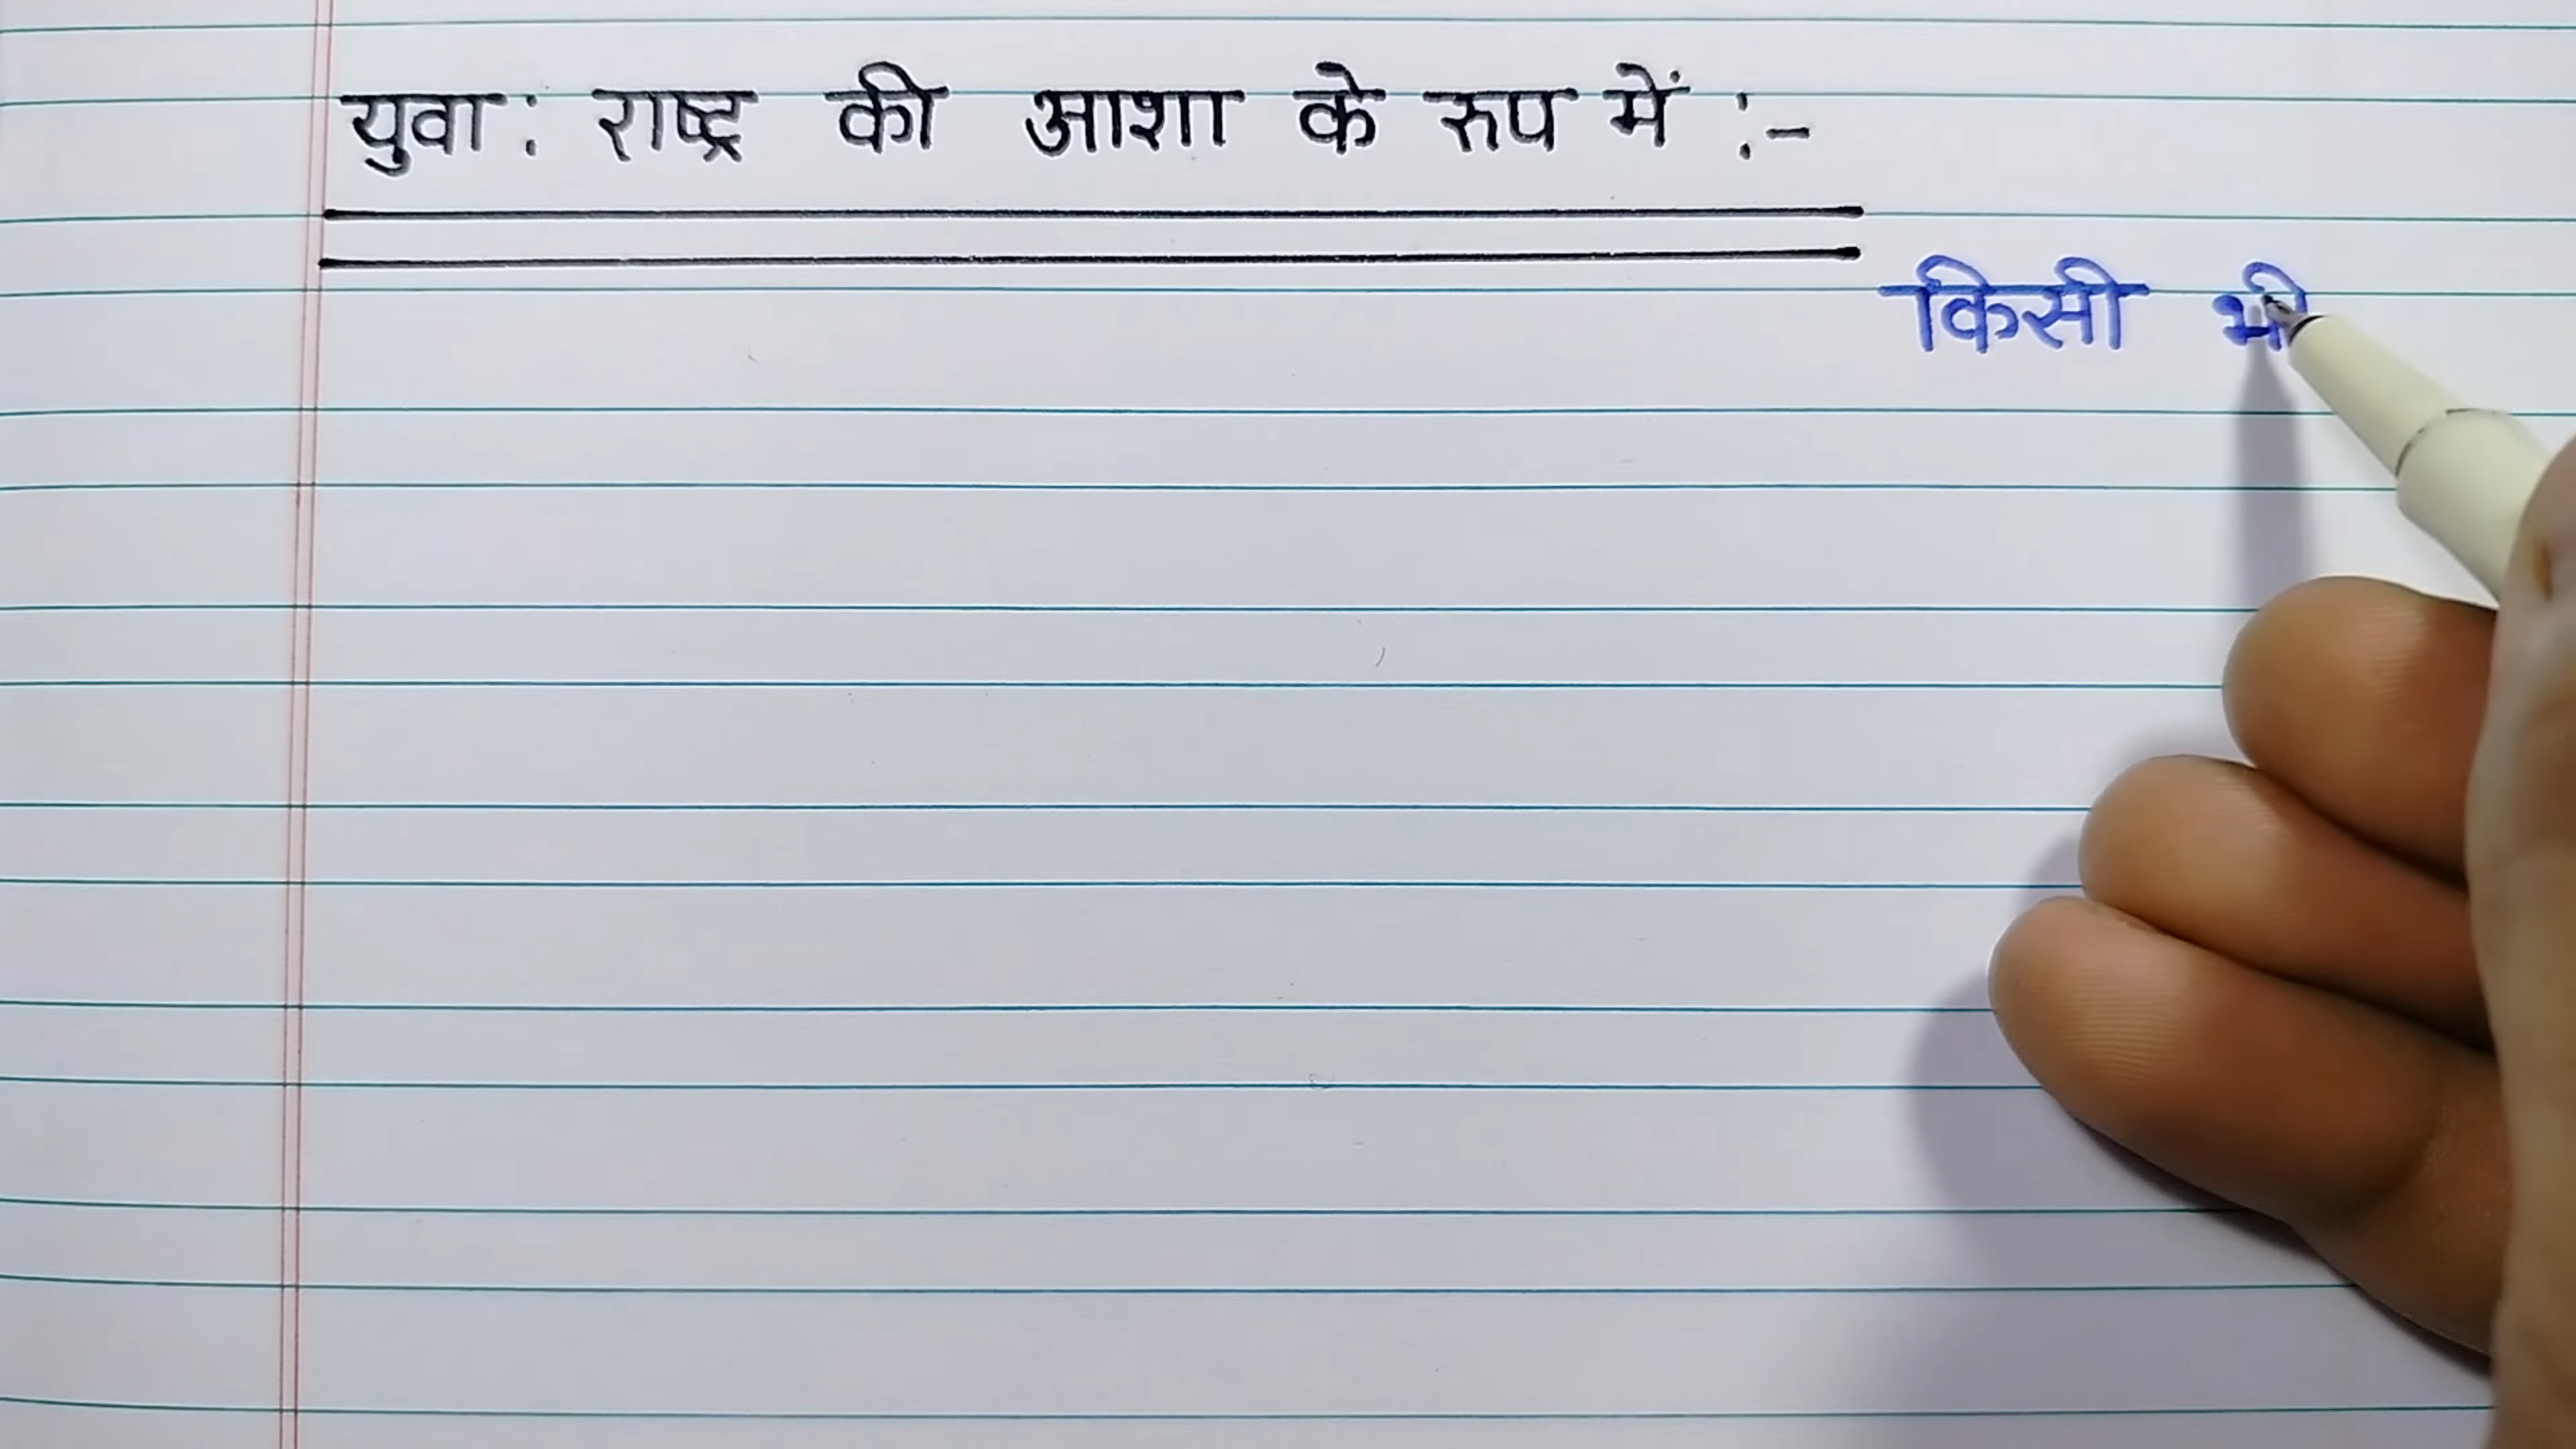 युवा: राष्ट्र की आशा के रुप में :-
किसी भी